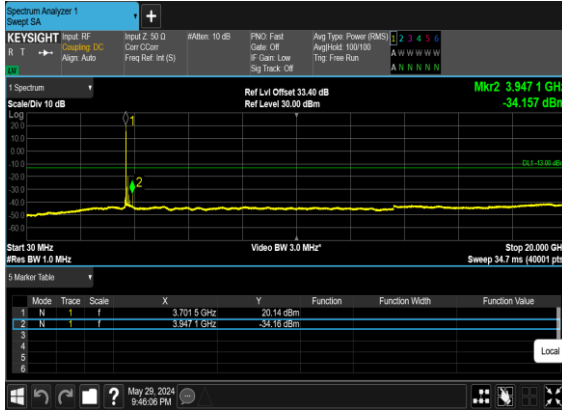 Spectrum Analyzer 1
Swept SA
+
KEYSIGHT Input: RF Input Z: 50 Ω #Atten: 10 dB PNO: Fast Avg Type: Power (RMS) 1 2 3 4 5 6
R T Coupling: DC Corr CCorr Gate: Off Avg|Hold: 100/100 A W W W W W
Align: Auto Freq Ref: Int (S) IF Gain: Low Trig: Free Run
Sig Track: Off A N N N N N
1 Spectrum
Ref Lvl Offset 33.40 dB Mkr2 3.947 1 GHz
Scale/Div 10 dB Ref Level 30.00 dBm -34.157 dBm
Log
20.0
10.0
0.00
-10.0
-20.0
-30.0
-40.0
-50.0
-60.0
1
2
DL1 -13.00 dBm
Start 30 MHz Video BW 3.0 MHz* Stop 20.000 GHz
#Res BW 1.0 MHz Sweep 34.7 ms (40001 pts)
5 Marker Table
Mode Trace Scale X Y Function Function Width Function Value
1 N 1 f 3.701 5 GHz 20.14 dBm
2 N 1 f 3.947 1 GHz -34.16 dBm
3
4
5
6
Local
? May 29, 2024
9:46:06 PM